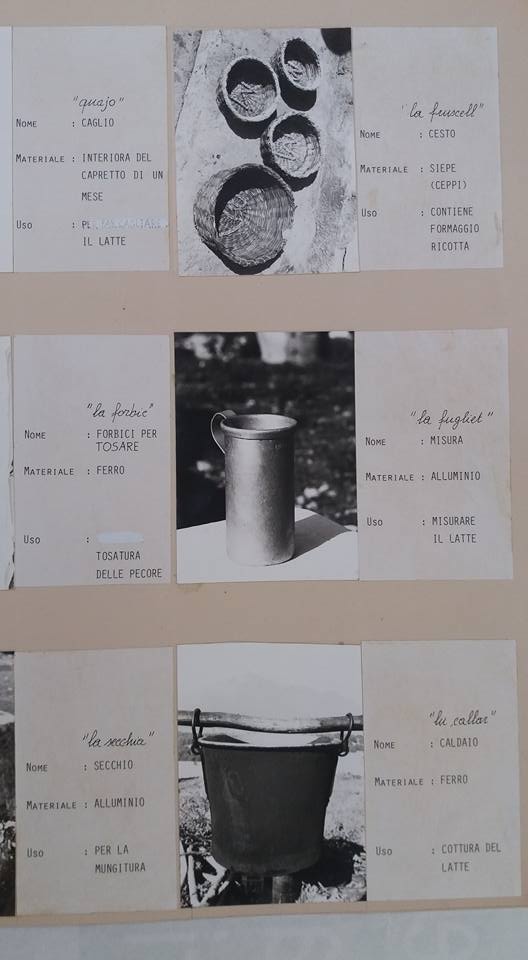 "quajo"
NOME : CAGLIO
MATERIALE : INTERIORA DEL
CAPRETTO DI UN
MESE
USO :
IL LATTE
"la fruscell"
NOME : CESTO
MATERIALE : SIEPE
(CEPPI)
USO : CONTIENE
FORMAGGIO
RICOTTA
"la forbic"
NOME : FORBICI PER
TOSARE
MATERIALE : FERRO
USO :
TOSATURA
DELLE PECORE
"la fugliet"
NOME : MISURA
MATERIALE : ALLUMINIO
USO : MISURARE
IL LATTE
"la secchia"
NOME : SECCHIO
MATERIALE : ALLUMINIO
USO : PER LA
MUNGITURA
"lu callar"
NOME : CALDAIO
MATERIALE : FERRO
USO : COTTURA DEL
LATTE